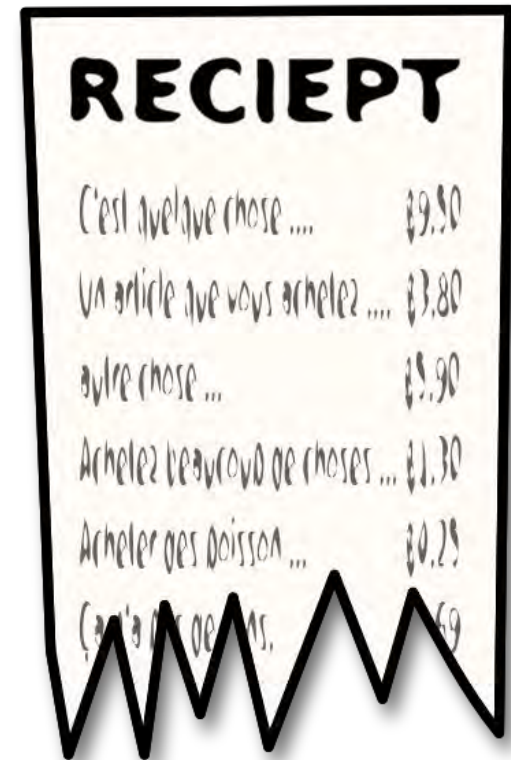 RECIEPT
C'est quelque chose .... $9.50
Un article que vous achetez .... $3.80
autre chose ... $5.90
Achetez beaucoup de choses ... $1.30
Acheter des poisson ... $0.25
69